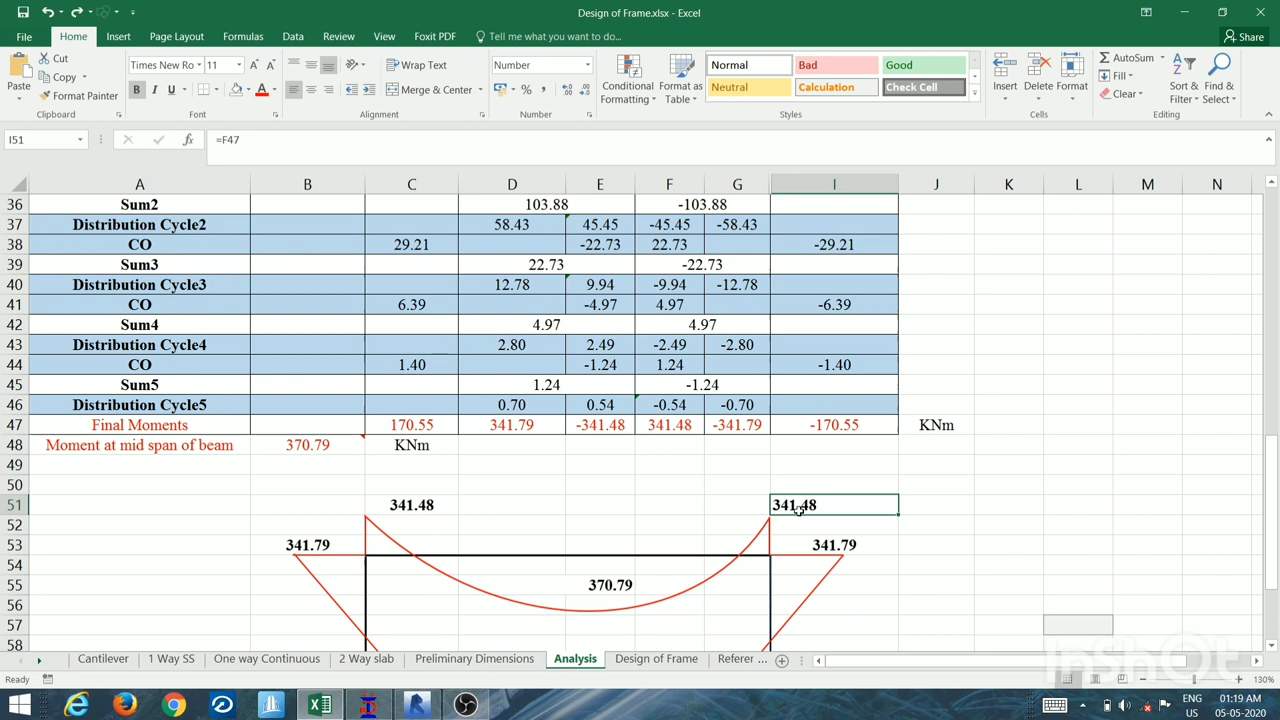 Design of Frame.xlsx - Excel
File Home Insert Page Layout Formulas Data Review View Foxit PDF Tell me what you want to do... Share
Paste Cut Copy Format Painter Clipboard
Times New Ro 11 B I U A Font
Wrap Text Merge & Center Alignment
Number % Number
Conditional Formatting Format as Table Normal Bad Good Neutral Calculation Check Cell Styles
Insert Delete Format Cells
AutoSum Fill Clear Sort & Filter Find & Select Editing
I51 fx =F47
A B C D E F G I J K L M N
36 Sum2 103.88 -103.88
37 Distribution Cycle2 58.43 45.45 -45.45 -58.43
38 CO 29.21 -22.73 22.73 -29.21
39 Sum3 22.73 -22.73
40 Distribution Cycle3 12.78 9.94 -9.94 -12.78
41 CO 6.39 -4.97 4.97 -6.39
42 Sum4 4.97 4.97
43 Distribution Cycle4 2.80 2.49 -2.49 -2.80
44 CO 1.40 -1.24 1.24 -1.40
45 Sum5 1.24 -1.24
46 Distribution Cycle5 0.70 0.54 -0.54 -0.70
47 Final Moments 170.55 341.79 -341.48 341.48 -341.79 -170.55 KNm
48 Moment at mid span of beam 370.79 KNm
49
50
51 341.48 341.48
52
53 341.79 341.79
54
55 370.79
56
57
58
Cantilever 1 Way SS One way Continuous 2 Way slab Preliminary Dimensions Analysis Design of Frame Referer ...
InShOt
Ready 130%
ENG 01:19 AM
US 05-05-2020